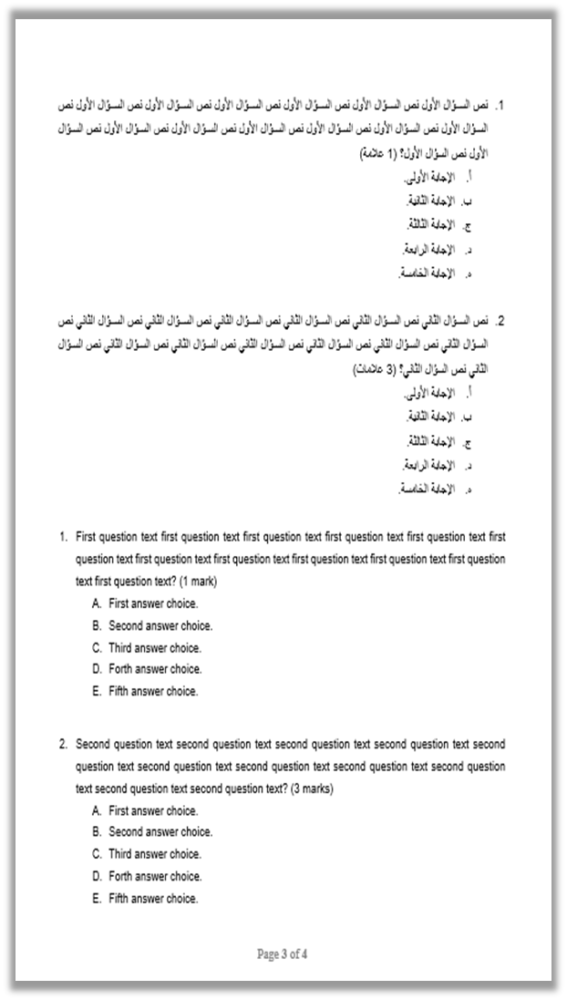 1. نص السؤال الأول نص السؤال الأول نص السؤال الأول نص السؤال الأول نص السؤال الأول نص السؤال الأول نص
السؤال الأول نص السؤال الأول نص السؤال الأول نص السؤال الأول نص السؤال الأول نص السؤال الأول نص السؤال
الأول نص السؤال الأول؟ (1 علامة)
أ. الإجابة الأولى.
ب. الإجابة الثانية.
ج. الإجابة الثالثة.
د. الإجابة الرابعة.
ه. الإجابة الخامسة.
2. نص السؤال الثاني نص السؤال الثاني نص السؤال الثاني نص السؤال الثاني نص السؤال الثاني نص السؤال الثاني نص
السؤال الثاني نص السؤال الثاني نص السؤال الثاني نص السؤال الثاني نص السؤال الثاني نص السؤال الثاني نص السؤال
الثاني نص السؤال الثاني؟ (3 علامات)
أ. الإجابة الأولى.
ب. الإجابة الثانية.
ج. الإجابة الثالثة.
د. الإجابة الرابعة.
ه. الإجابة الخامسة.
1. First question text first question text first question text first question text first question text first
question text first question text first question text first question text first question text first question
text first question text? (1 mark)
A. First answer choice.
B. Second answer choice.
C. Third answer choice.
D. Forth answer choice.
E. Fifth answer choice.
2. Second question text second question text second question text second question text second
question text second question text second question text second question text second question
text second question text second question text? (3 marks)
A. First answer choice.
B. Second answer choice.
C. Third answer choice.
D. Forth answer choice.
E. Fifth answer choice.
Page 3 of 4